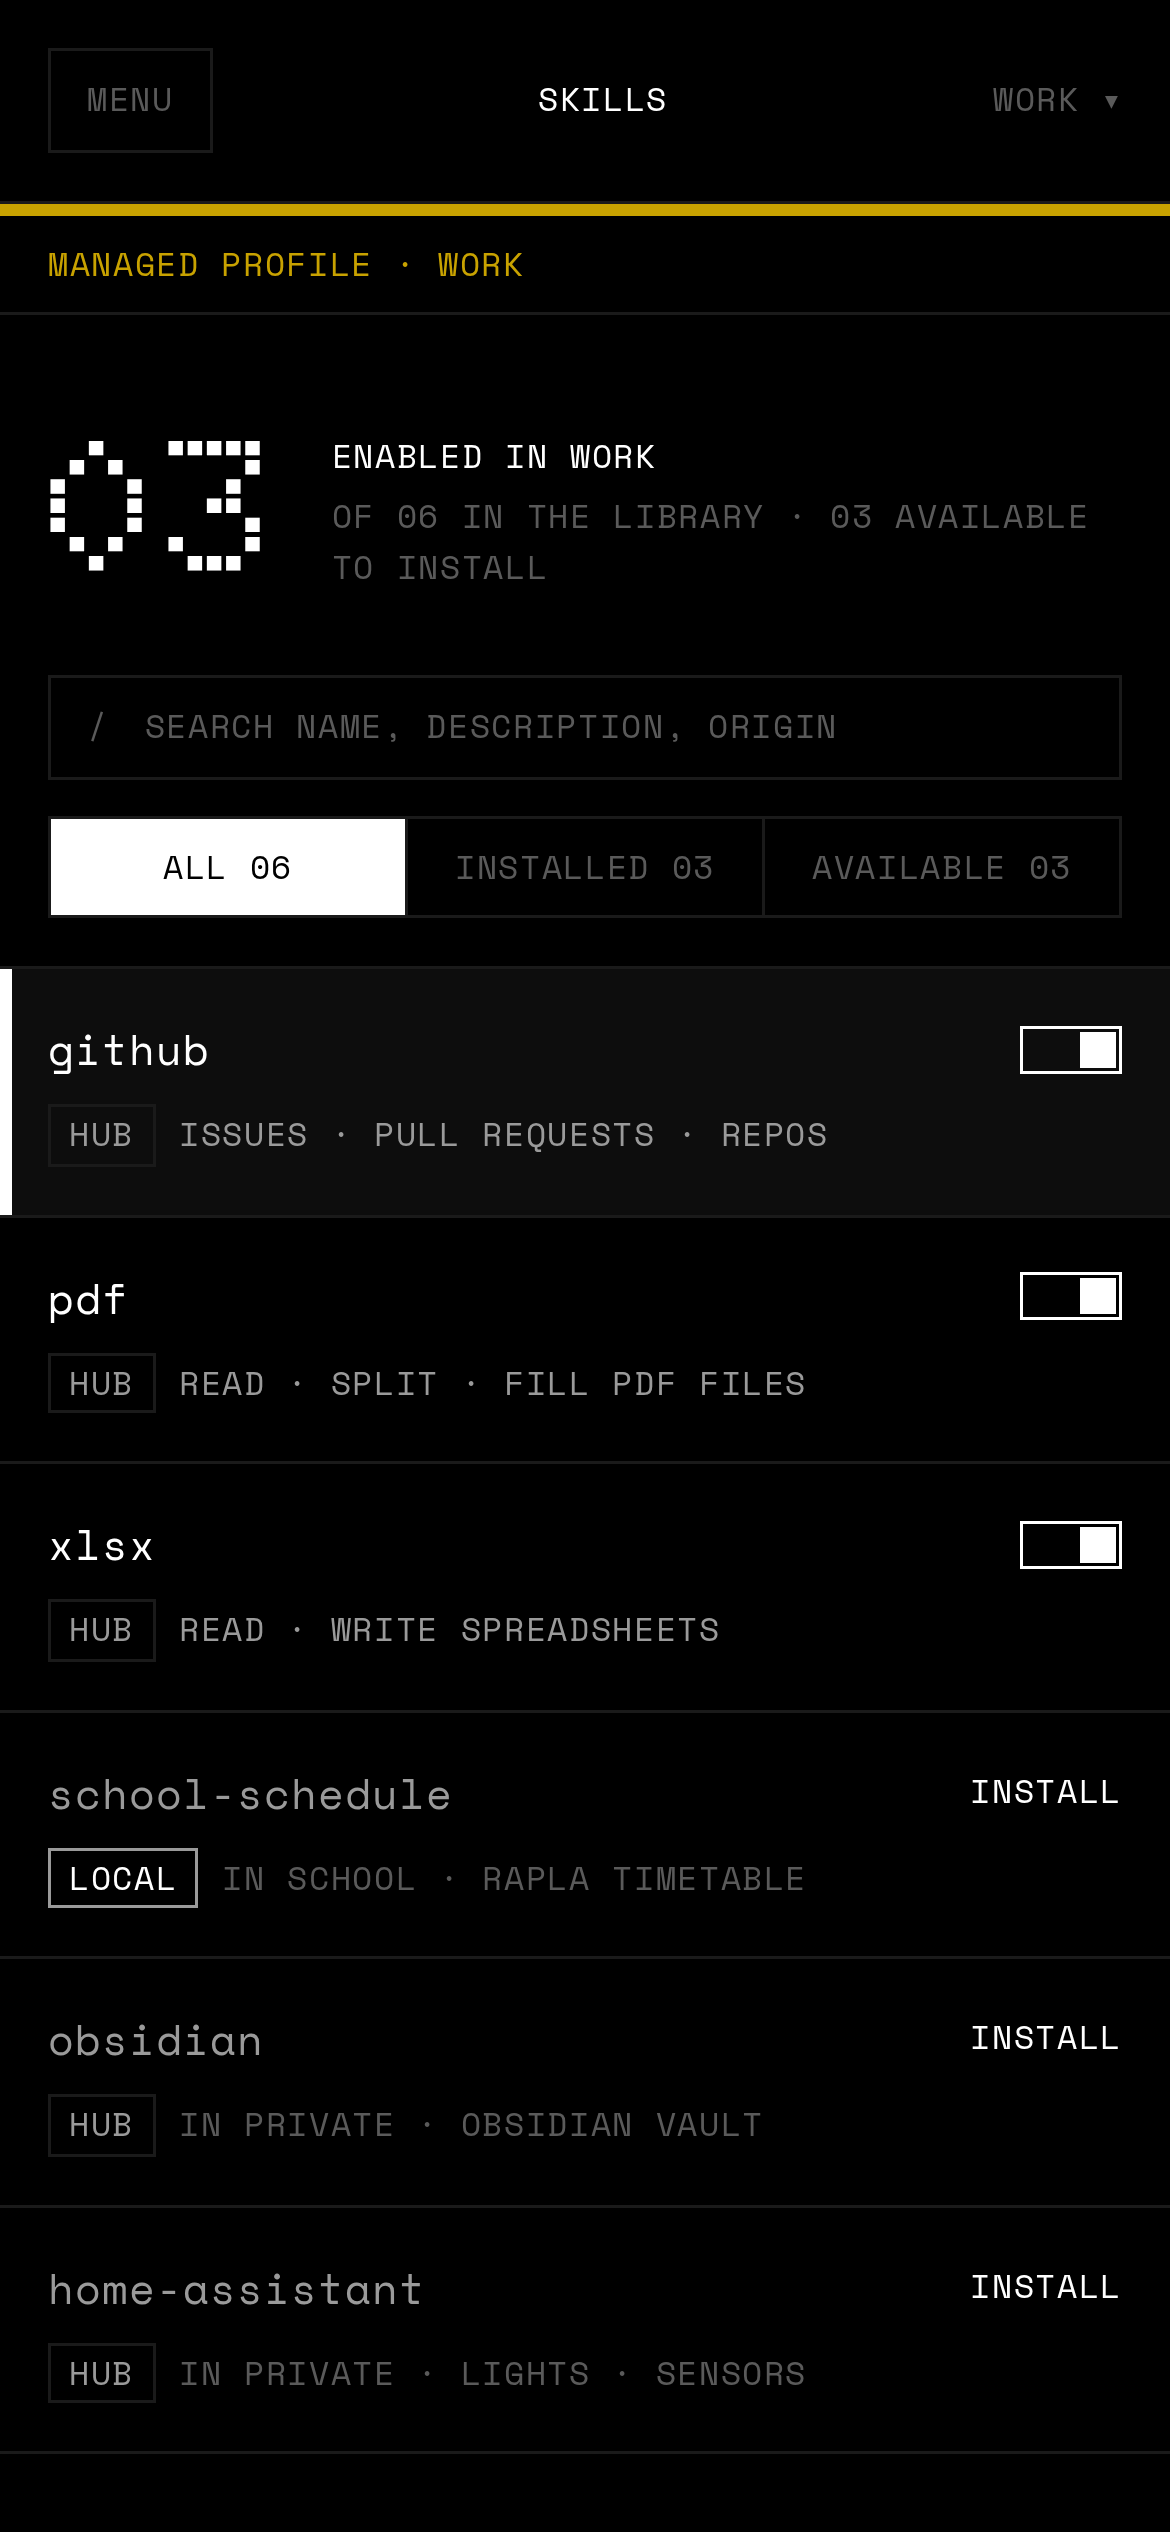 MENU
SKILLS
WORK ▾
MANAGED PROFILE · WORK
03
ENABLED IN WORK
OF 06 IN THE LIBRARY · 03 AVAILABLE
TO INSTALL
/ SEARCH NAME, DESCRIPTION, ORIGIN
ALL 06
INSTALLED 03
AVAILABLE 03
github
HUB ISSUES · PULL REQUESTS · REPOS
pdf
HUB READ · SPLIT · FILL PDF FILES
xlsx
HUB READ · WRITE SPREADSHEETS
school-schedule
INSTALL
LOCAL IN SCHOOL · RAPLA TIMETABLE
obsidian
INSTALL
HUB IN PRIVATE · OBSIDIAN VAULT
home-assistant
INSTALL
HUB IN PRIVATE · LIGHTS · SENSORS